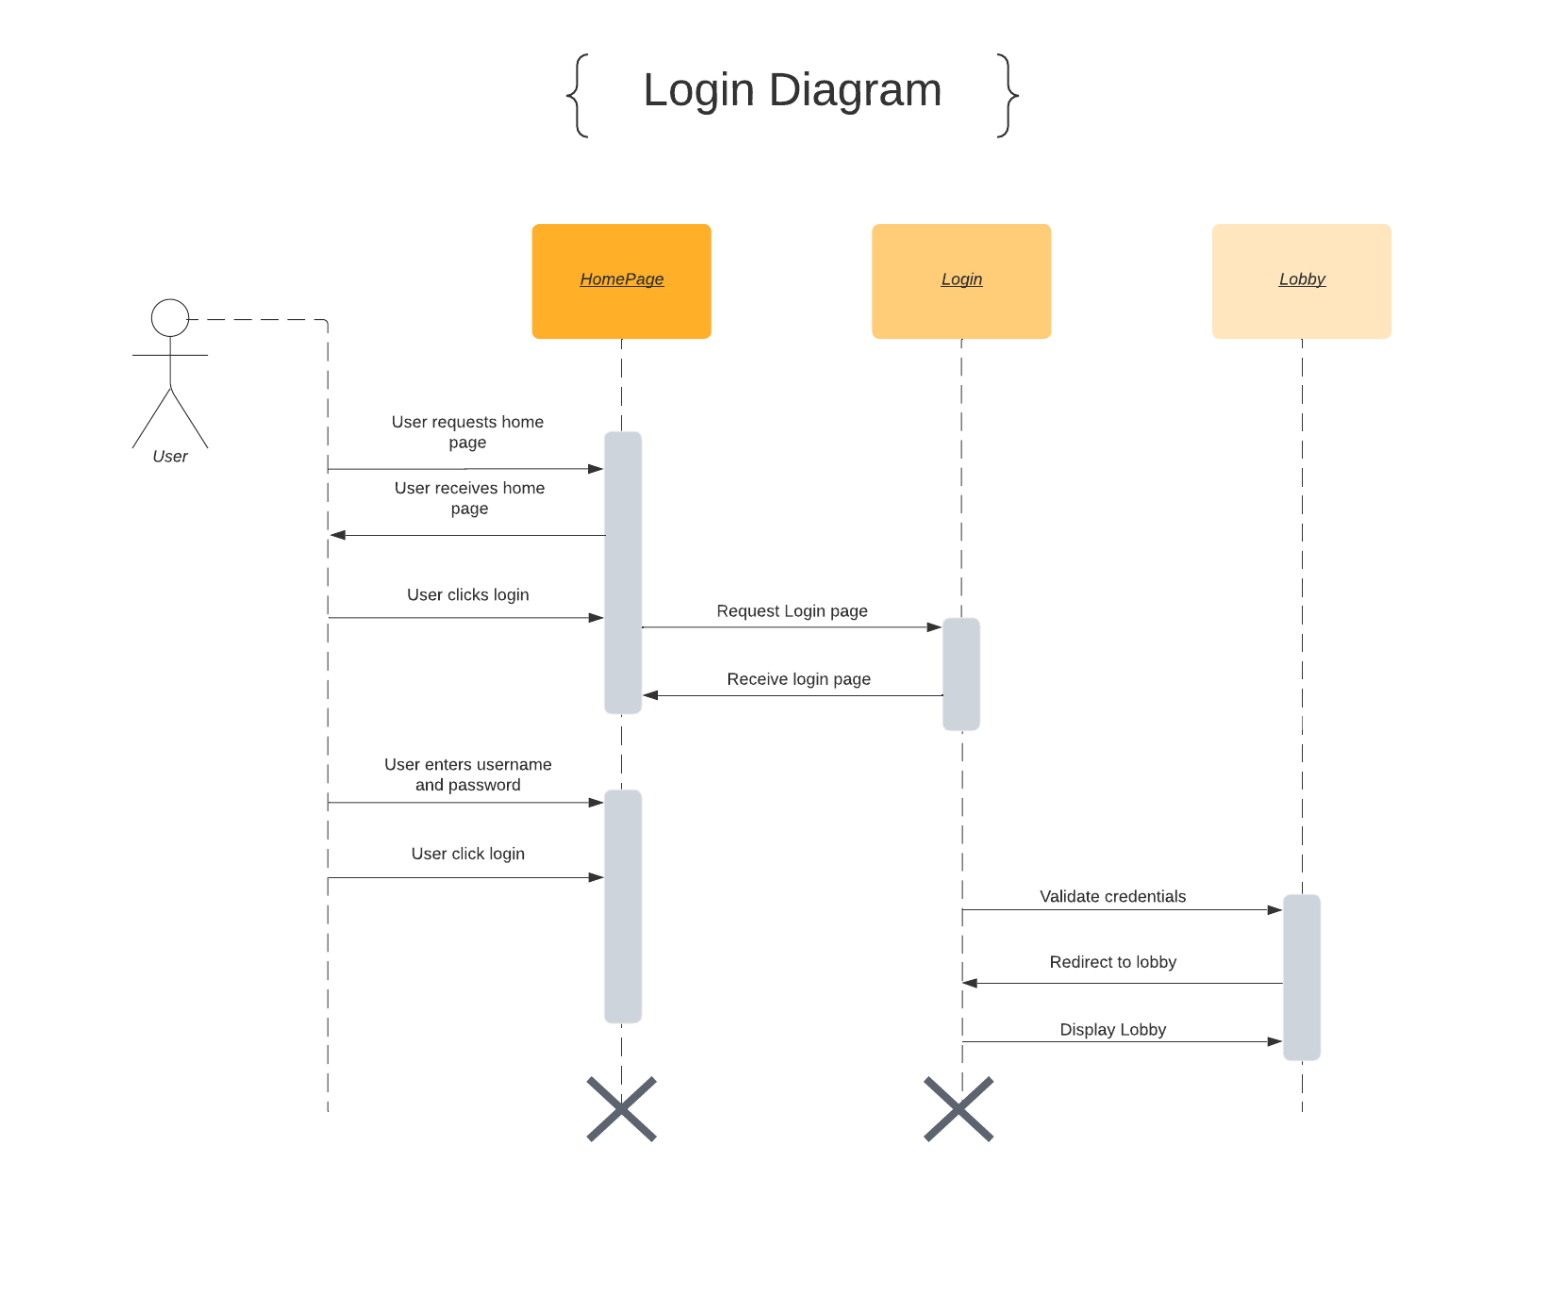 Login Diagram
HomePage
Login
Lobby
User
User requests home
page
User receives home
page
User clicks login
Request Login page
Receive login page
User enters username
and password
User click login
Validate credentials
Redirect to lobby
Display Lobby